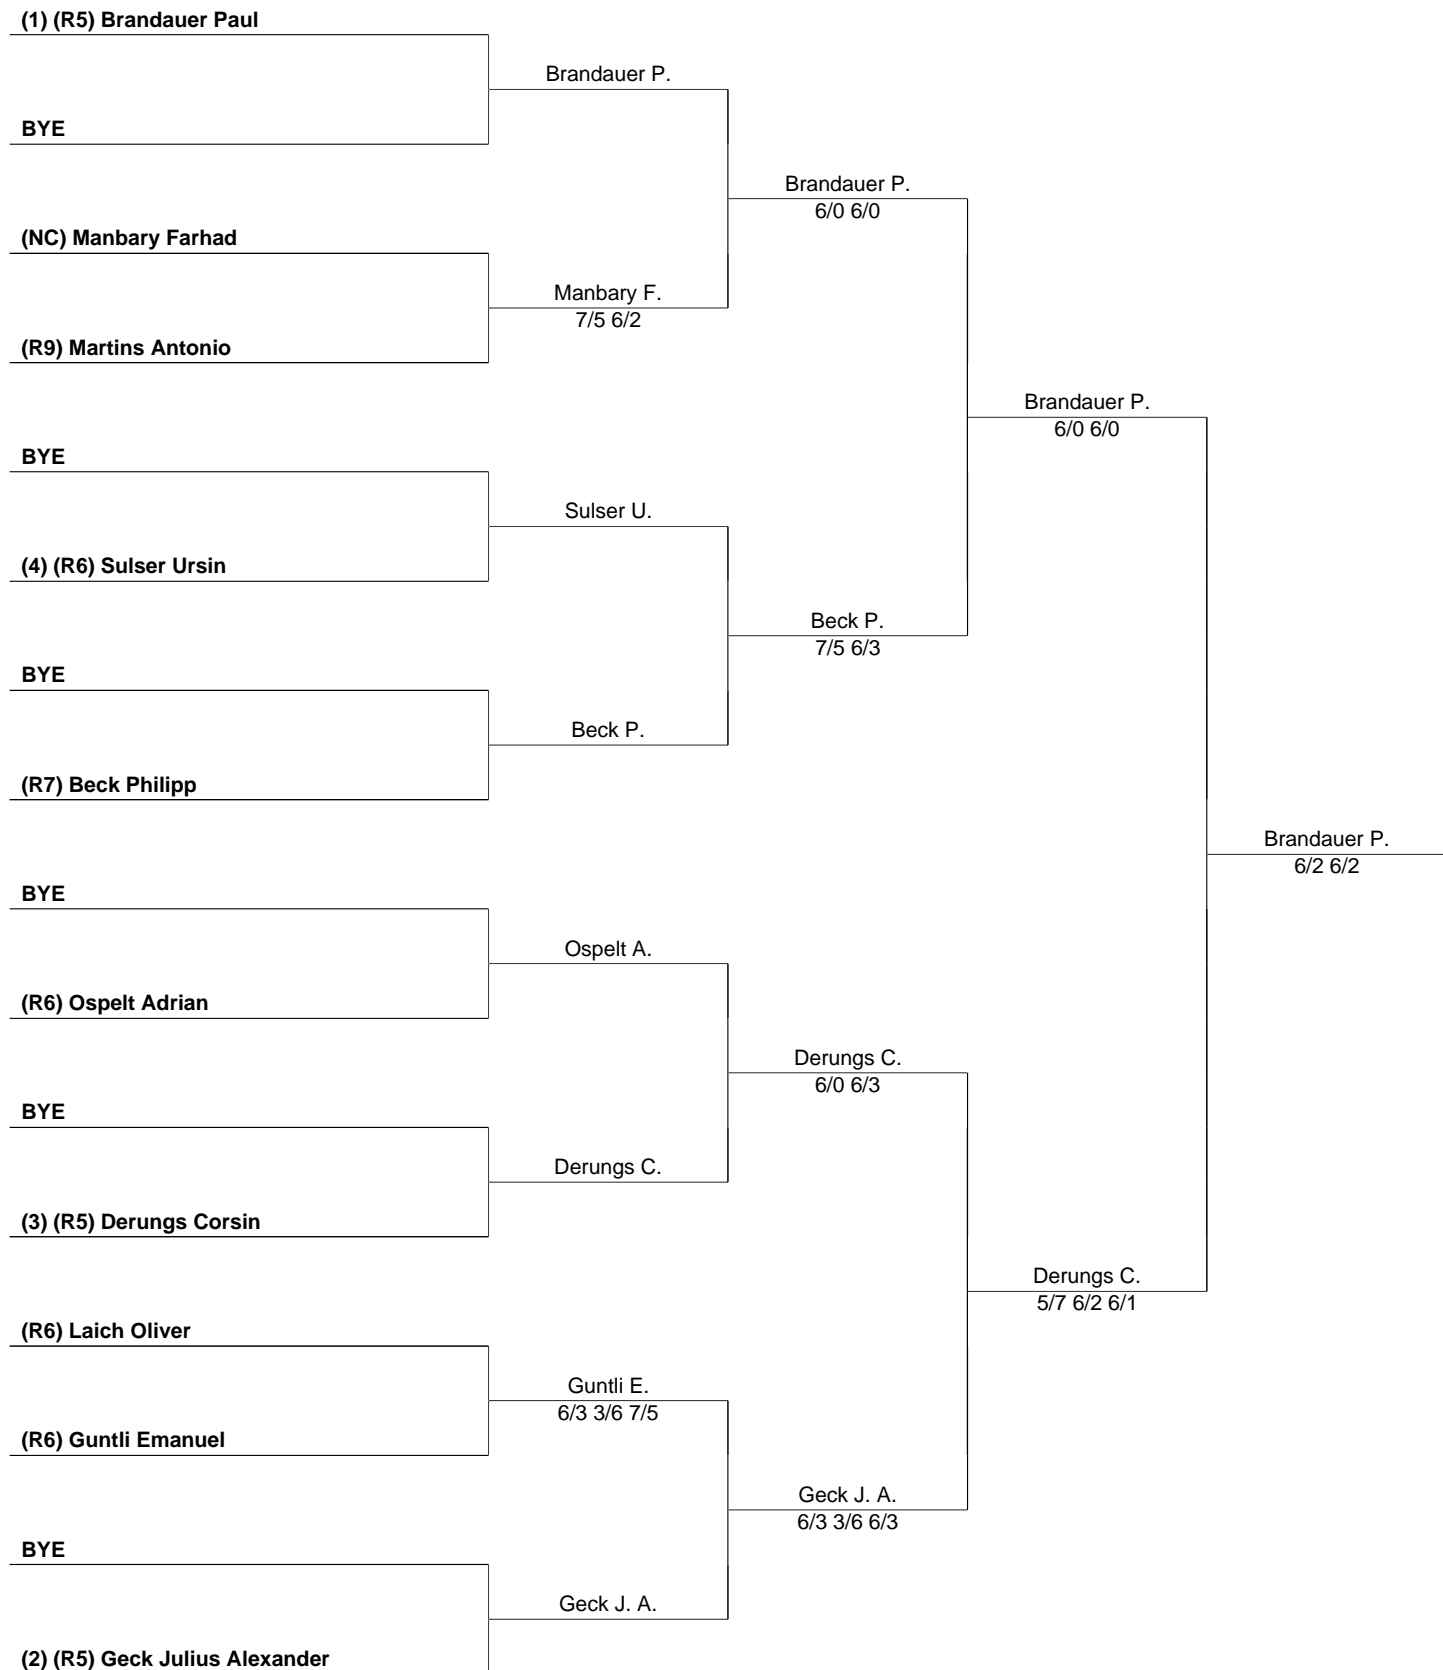 (1) (R5) Brandauer Paul
Brandauer P.
BYE
Brandauer P.
6/0 6/0
(NC) Manbary Farhad
Manbary F.
7/5 6/2
(R9) Martins Antonio
Brandauer P.
6/0 6/0
BYE
Sulser U.
(4) (R6) Sulser Ursin
Beck P.
7/5 6/3
BYE
Beck P.
(R7) Beck Philipp
Brandauer P.
6/2 6/2
BYE
Ospelt A.
(R6) Ospelt Adrian
Derungs C.
6/0 6/3
BYE
Derungs C.
(3) (R5) Derungs Corsin
Derungs C.
5/7 6/2 6/1
(R6) Laich Oliver
Guntli E.
6/3 3/6 7/5
(R6) Guntli Emanuel
Geck J. A.
6/3 3/6 6/3
BYE
Geck J. A.
(2) (R5) Geck Julius Alexander